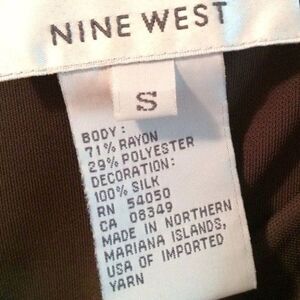 NINE WEST
S
BODY:
71% RAYON
29% POLYESTER
DECORATION:
100% SILK
RN 54050
CA 08349
MADE IN NORTHERN
MARIANA ISLANDS,
USA OF IMPORTED
YARN